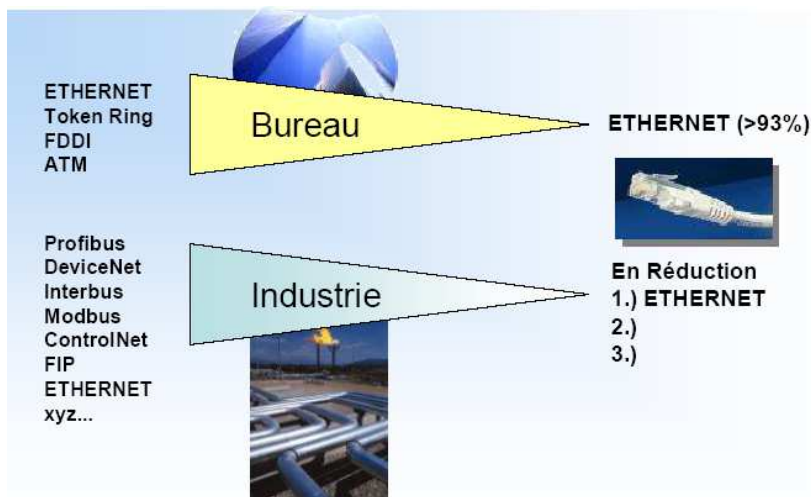 ETHERNET
Token Ring
FDDI
ATM
Bureau
ETHERNET (>93%)
Profibus
DeviceNet
Interbus
Modbus
ControlNet
FIP
ETHERNET
xyz...
Industrie
En Réduction
1.) ETHERNET
2.)
3.)